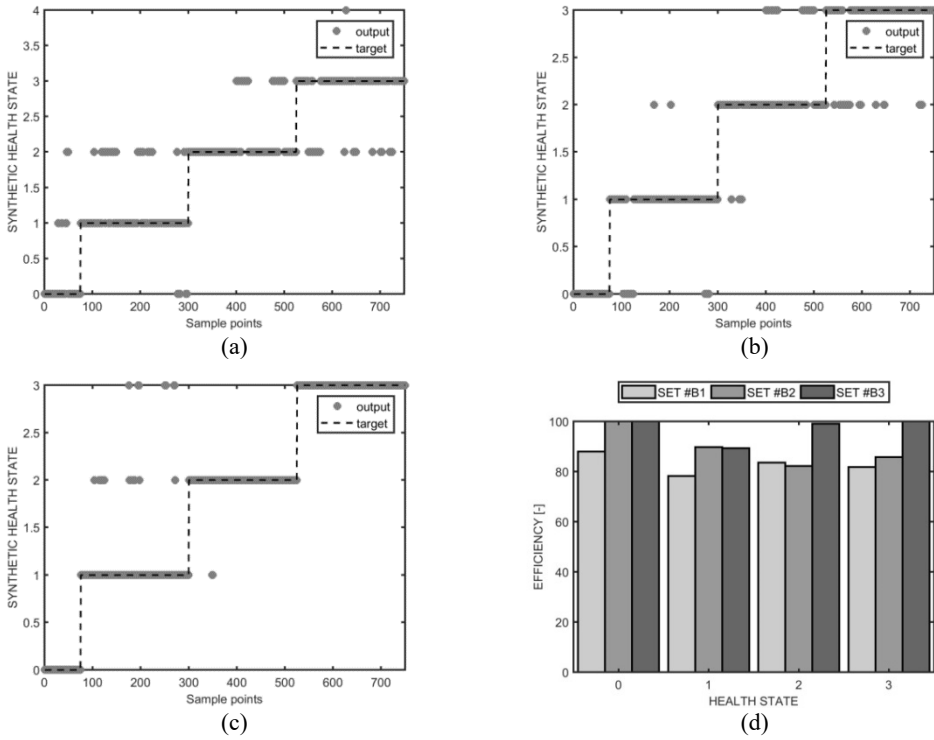 4
3.5
3
2.5
2
1.5
1
0.5
0
SYNTHETIC HEALTH STATE
output
target
0 100 200 300 400 500 600 700
Sample points
(a)
3
2.5
2
1.5
1
0.5
0
SYNTHETIC HEALTH STATE
output
target
0 100 200 300 400 500 600 700
Sample points
(b)
3
2.5
2
1.5
1
0.5
0
SYNTHETIC HEALTH STATE
output
target
0 100 200 300 400 500 600 700
Sample points
(c)
SET #B1 SET #B2 SET #B3
100
80
60
40
20
0
EFFICIENCY [-]
0 1 2 3
HEALTH STATE
(d)